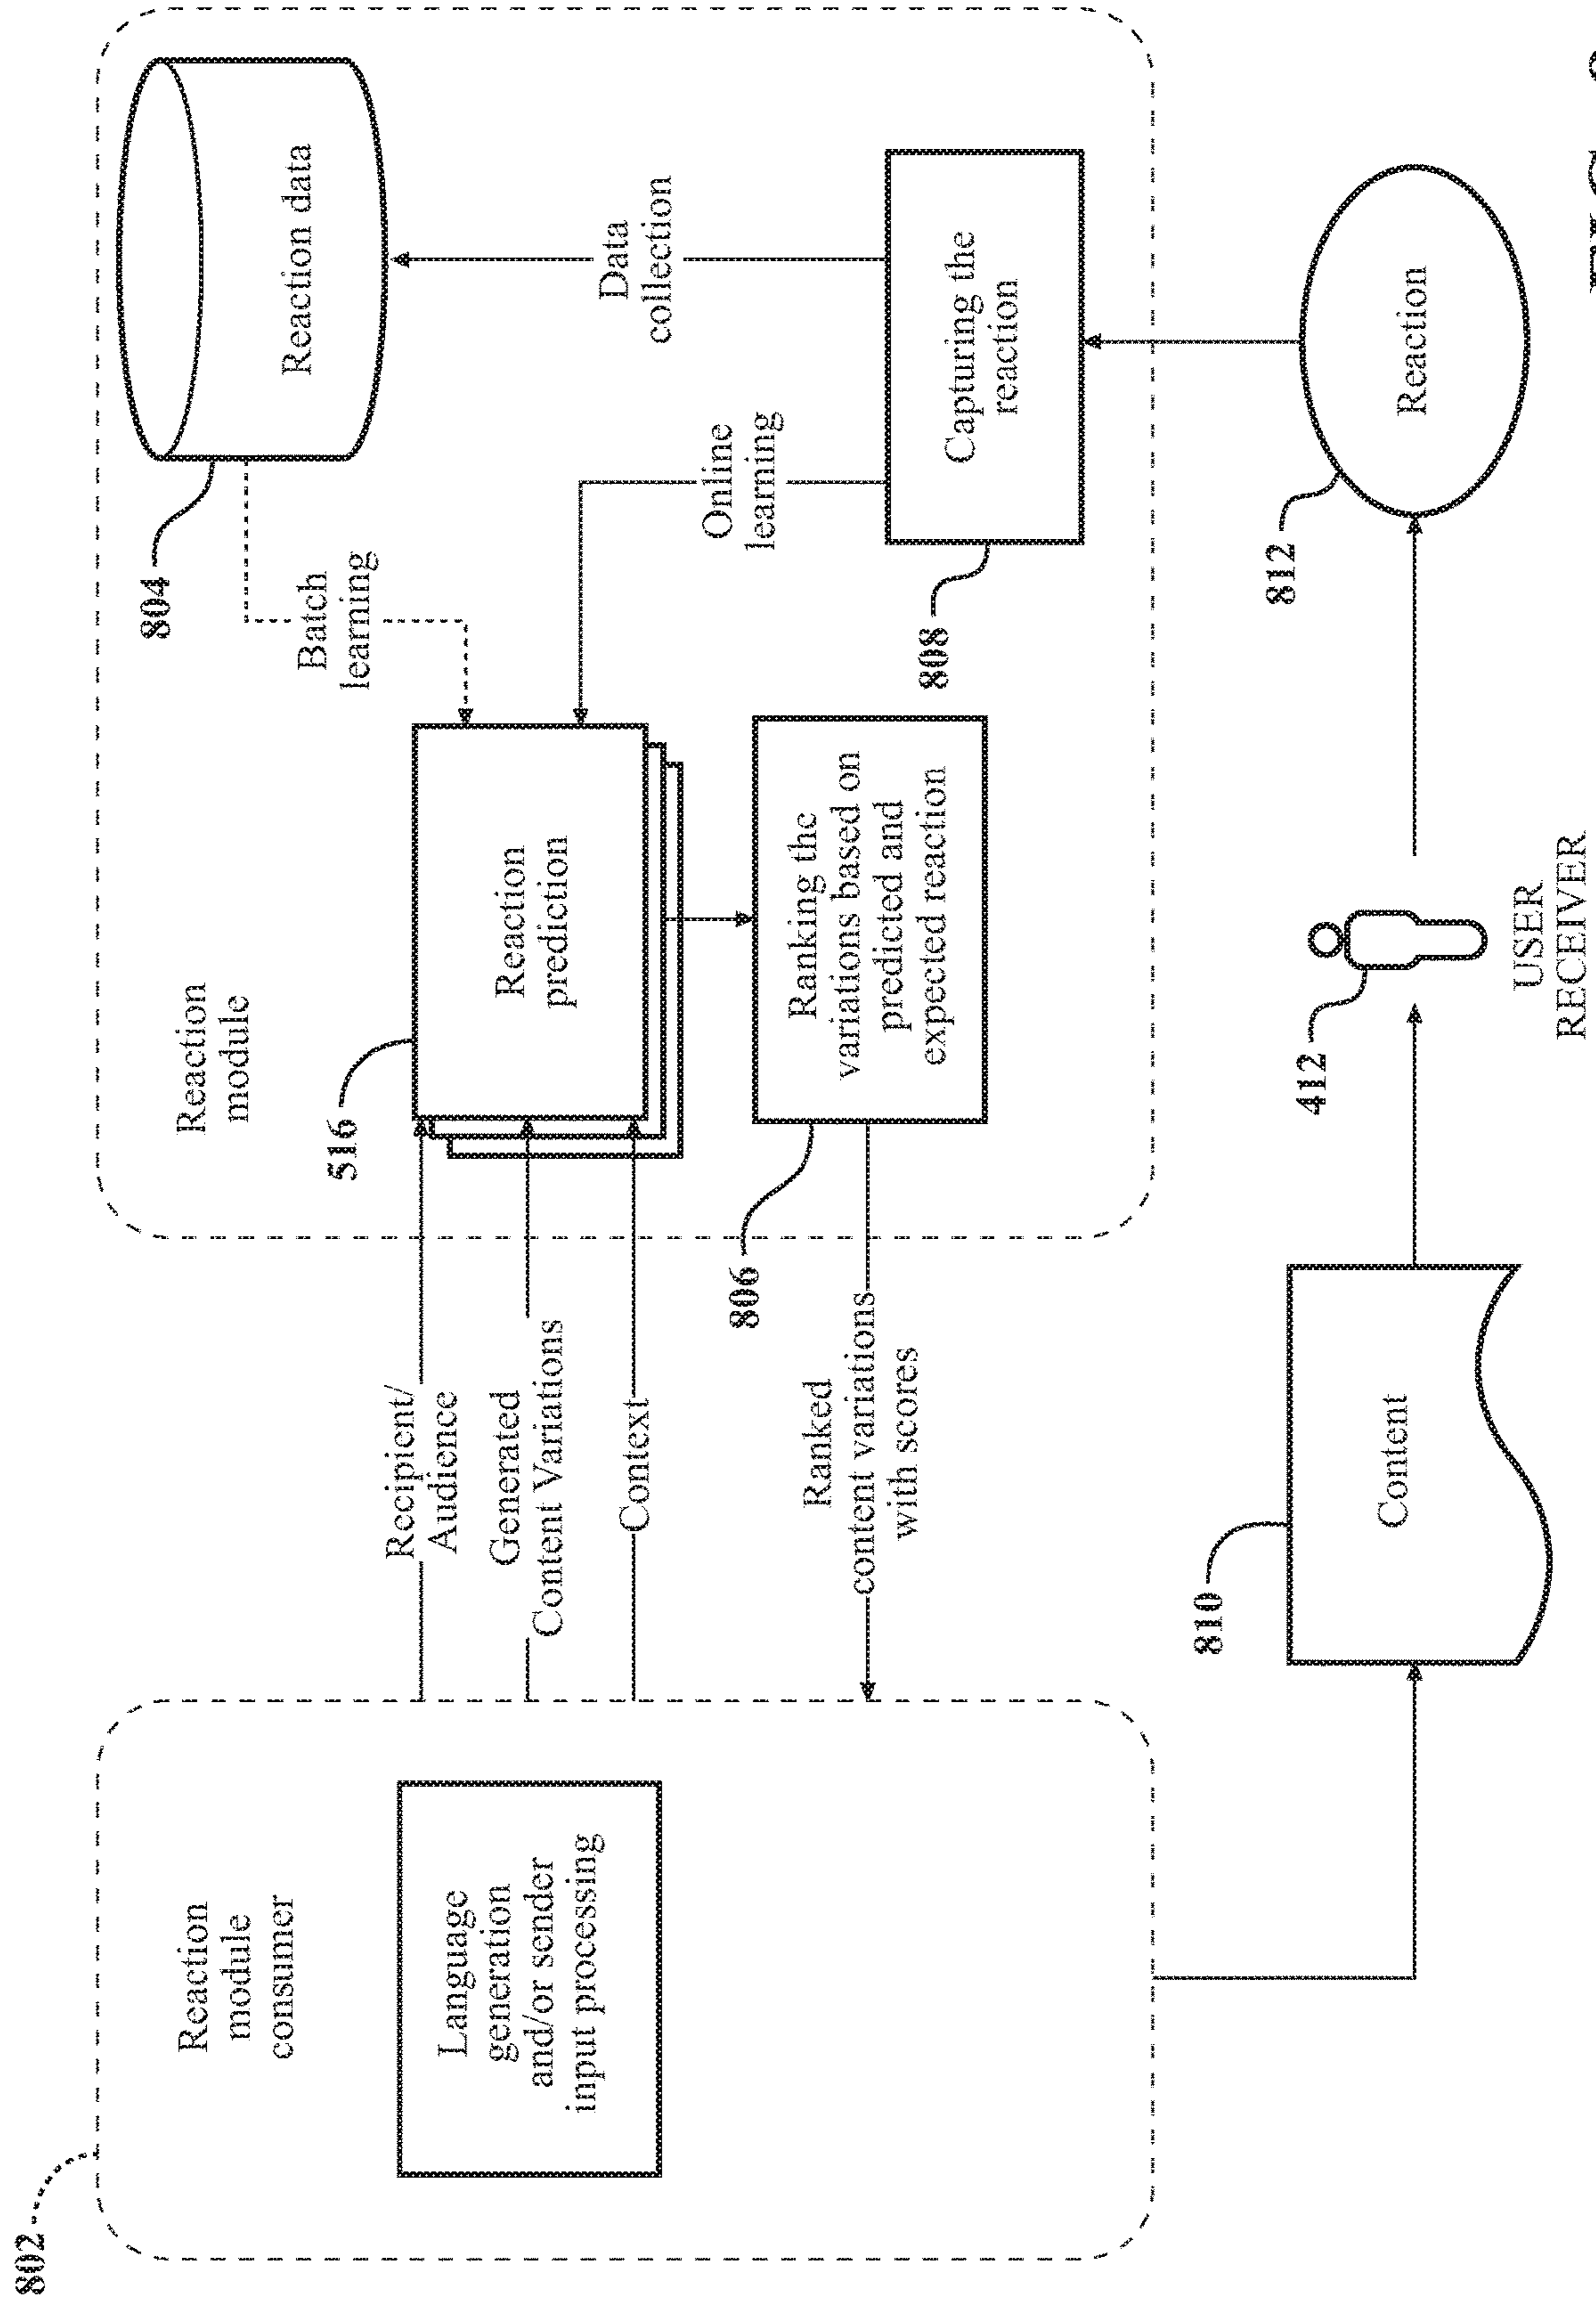 802
Reaction
module
consumer
Language
generation
and/or sender
input processing
Recipient/
Audience
Generated
Content Variations
Context
Ranked
content variations
with scores
Reaction
module
516
Reaction
prediction
806
Ranking the
variations based on
predicted and
expected reaction
Batch
learning
804
Reaction data
Online
learning
Data
collection
808
Capturing the
reaction
810
Content
412
USER
RECEIVER
812
Reaction